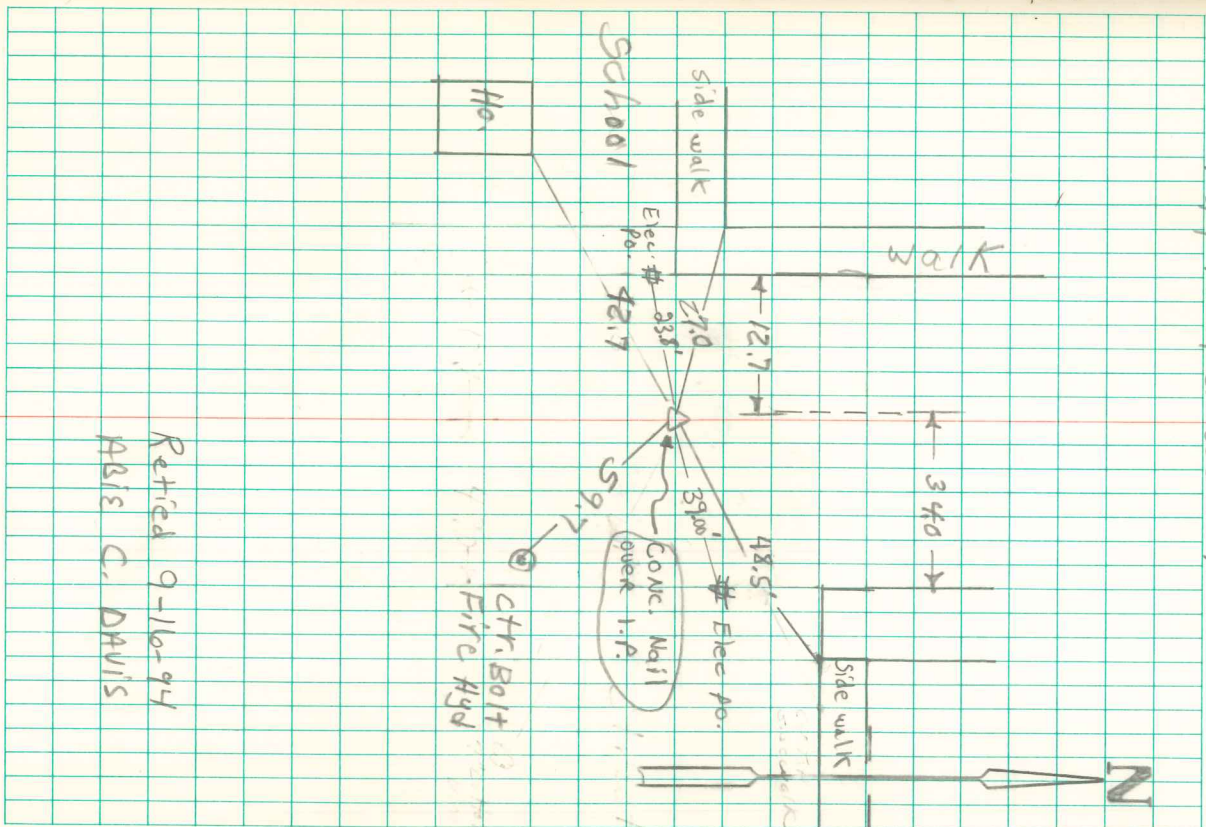 N
Walk
← 34.0 →
← 12.7 →
Side walk
Side walk
School
Ho.
Elec.
po. # 23.8'
27.0
42.7
48.5'
39.00' # Elec po.
Conc. Nail
over I.P.
59.7
Ctr. Bolt
Fire Hyd
Retied 9-16-94
ABIE C. DAVIS